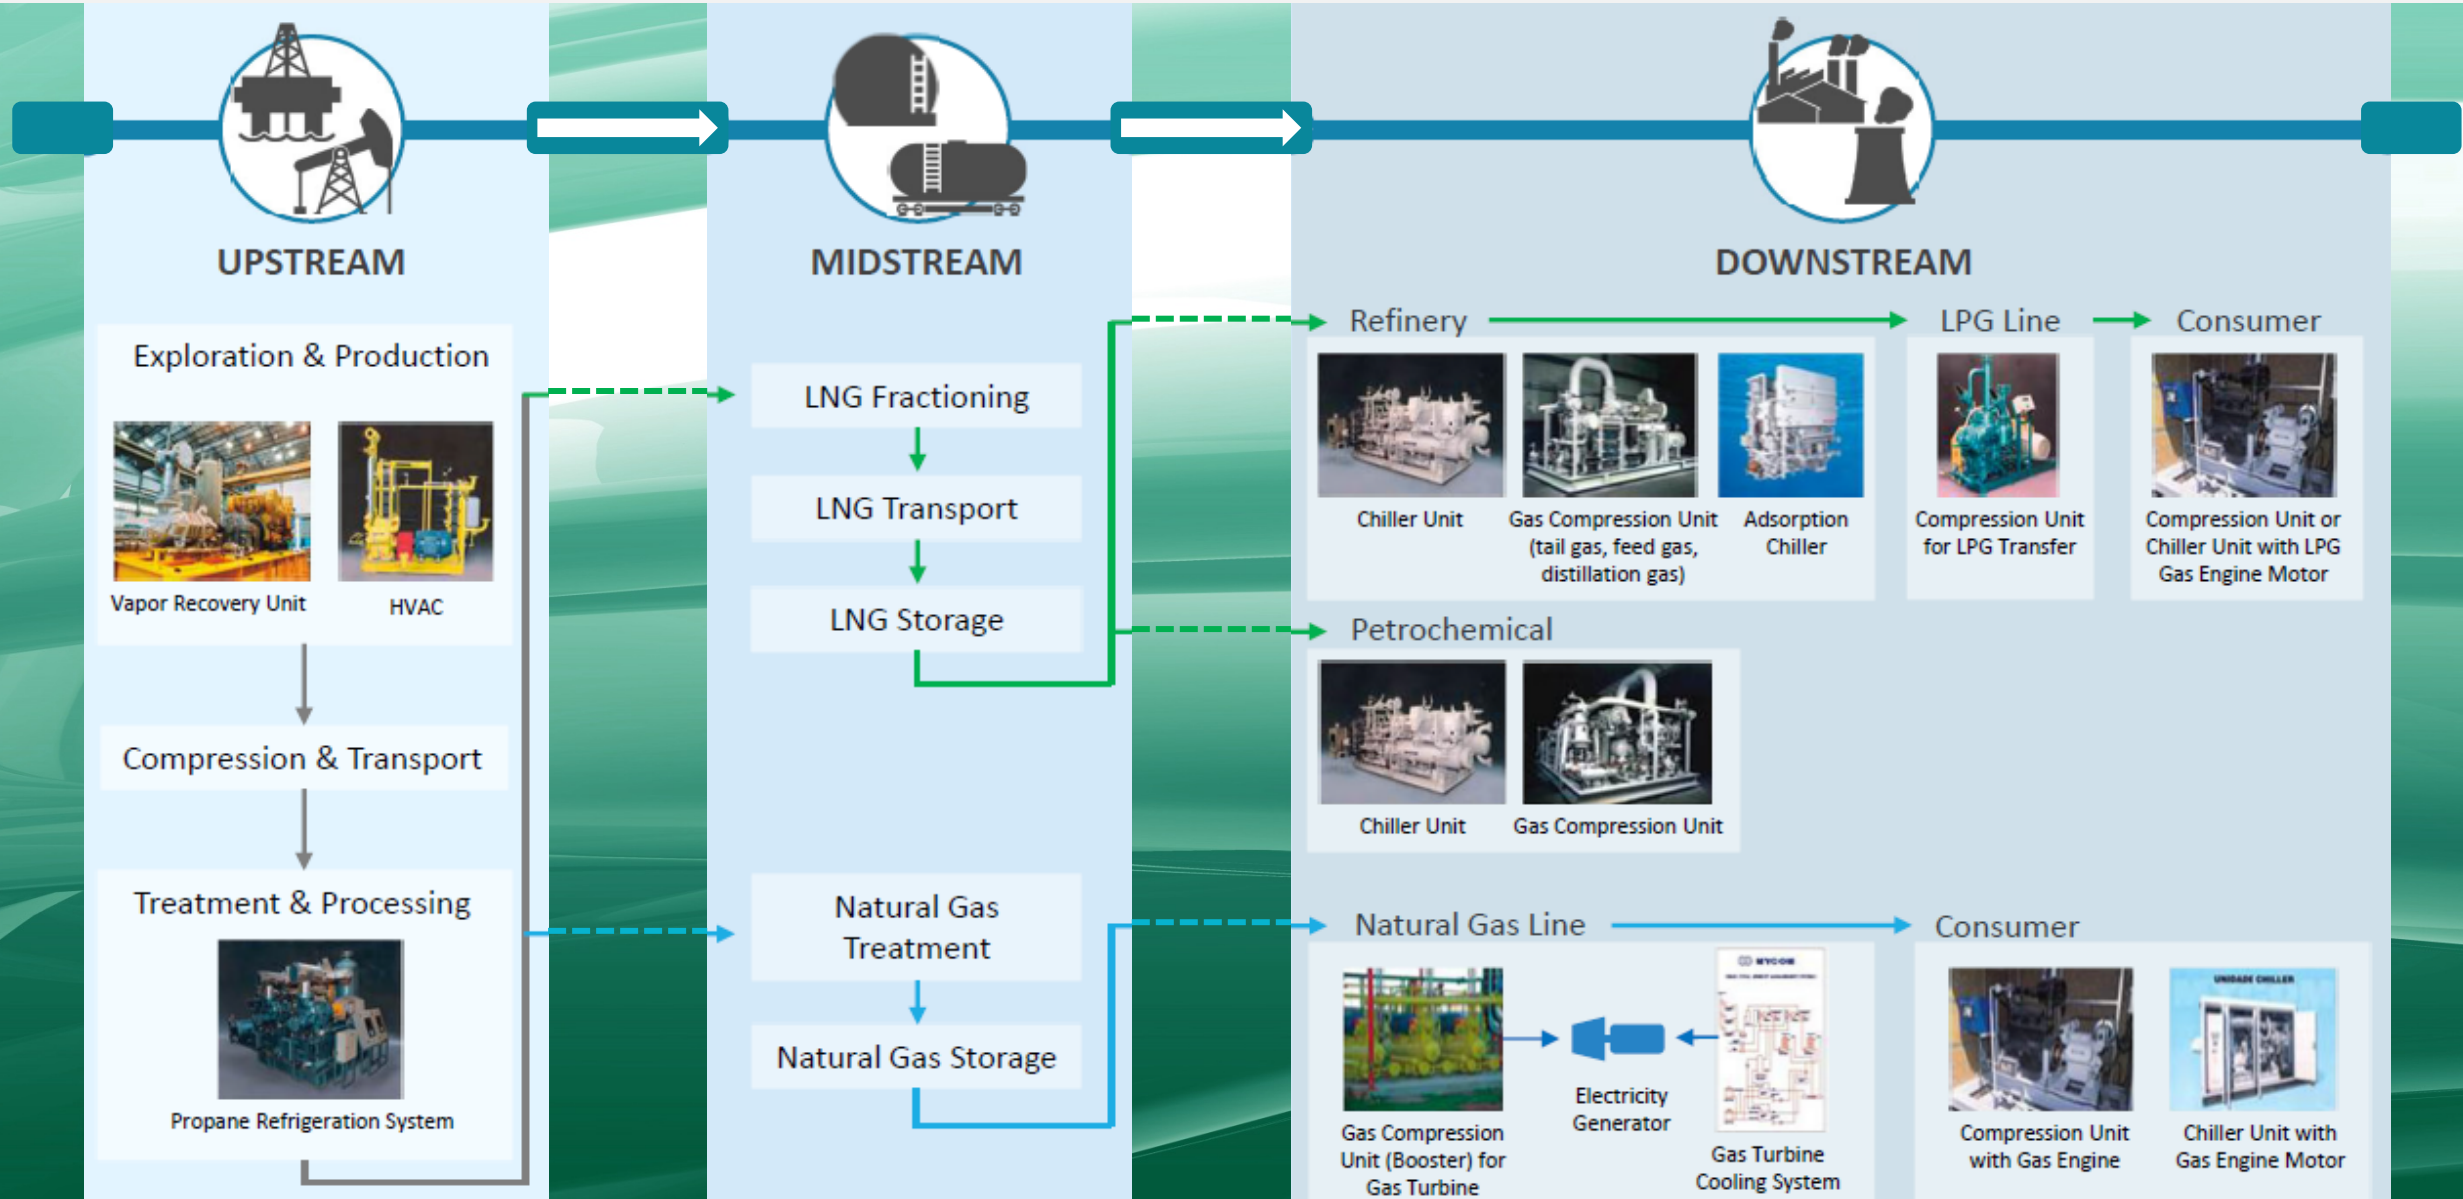 UPSTREAM
Exploration & Production
Vapor Recovery Unit
HVAC
Compression & Transport
Treatment & Processing
Propane Refrigeration System
MIDSTREAM
LNG Fractioning
LNG Transport
LNG Storage
Natural Gas
Treatment
Natural Gas Storage
DOWNSTREAM
Refinery
LPG Line
Consumer
Chiller Unit
Gas Compression Unit
(tail gas, feed gas,
distillation gas)
Adsorption
Chiller
Compression Unit
for LPG Transfer
Compression Unit or
Chiller Unit with LPG
Gas Engine Motor
Petrochemical
Chiller Unit
Gas Compression Unit
Natural Gas Line
Consumer
Gas Compression
Unit (Booster) for
Gas Turbine
Electricity
Generator
MYCOM
Gas Turbine
Cooling System
Compression Unit
with Gas Engine
UNIDADE CHILLER
Chiller Unit with
Gas Engine Motor